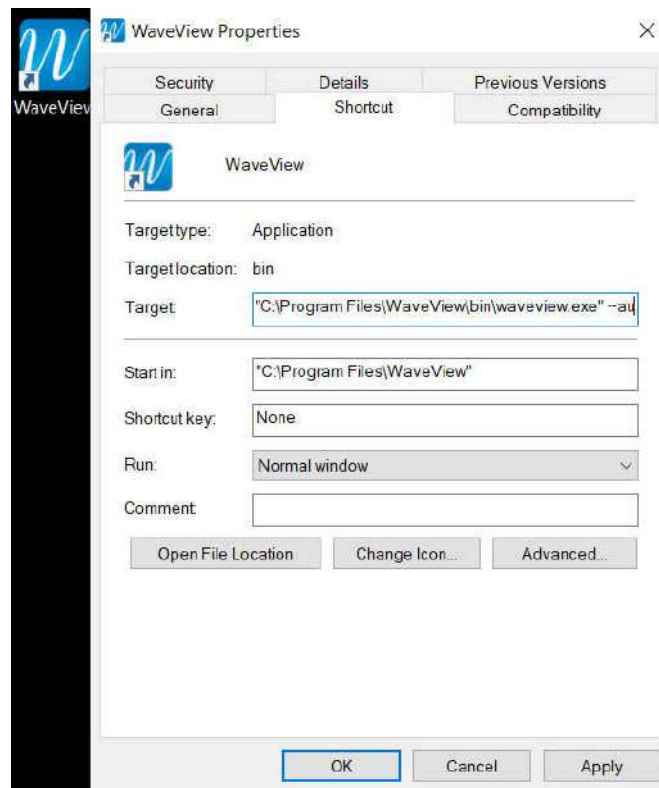 WaveView Properties
WaveView
Security Details Previous Versions
General Shortcut Compatibility
WaveView
Target type: Application
Target location: bin
Target: "C:\Program Files\WaveView\bin\waveview.exe" --au
Start in: "C:\Program Files\WaveView"
Shortcut key: None
Run: Normal window
Comment:
Open File Location Change Icon... Advanced...
OK Cancel Apply